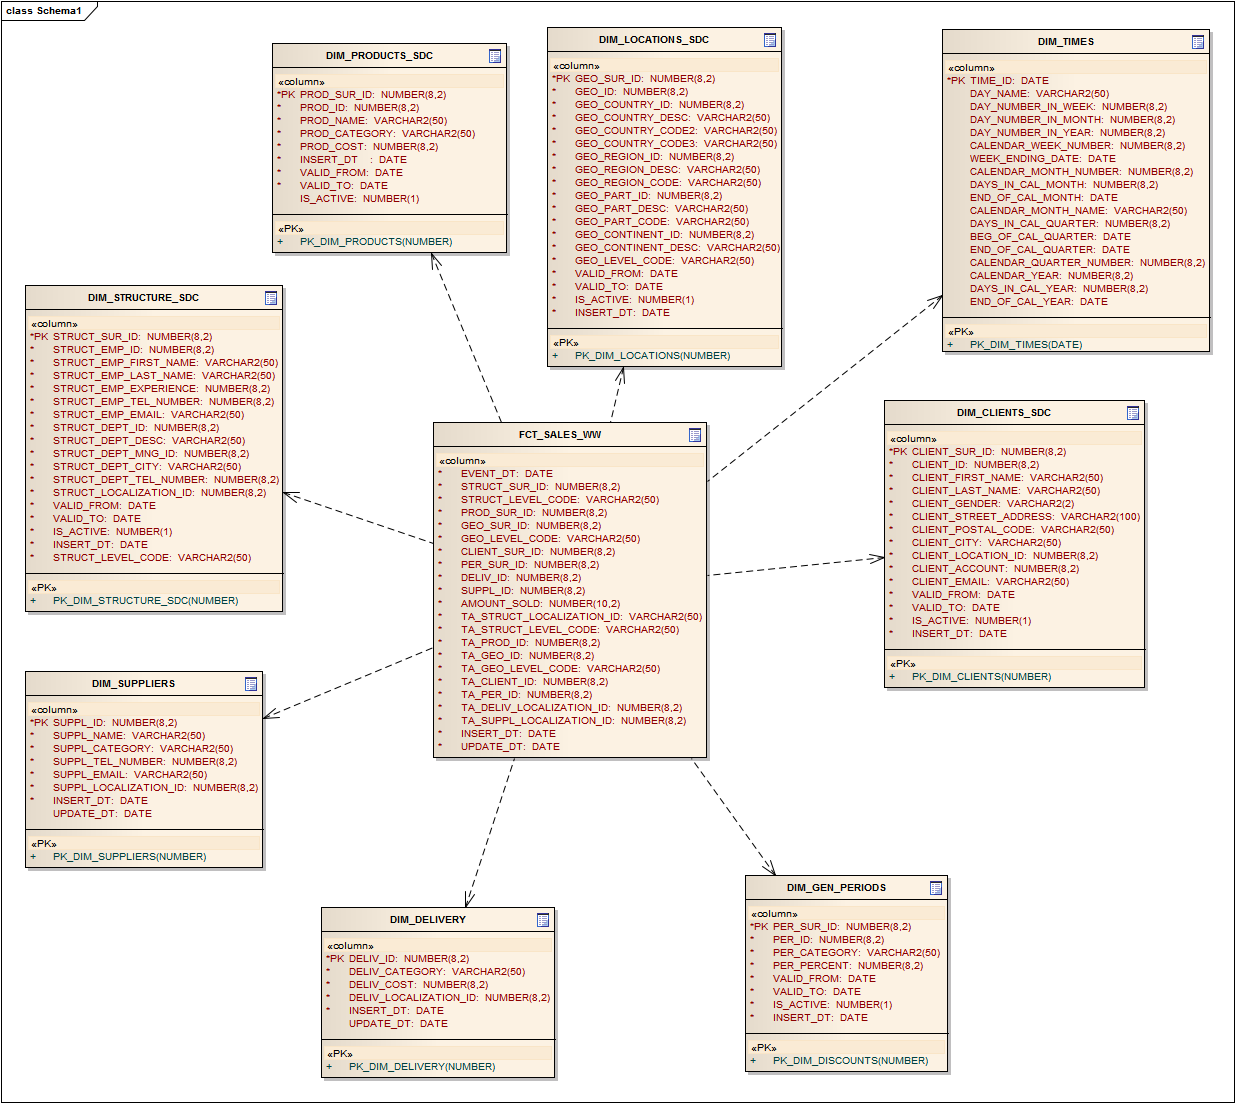 class Schema1
DIM_PRODUCTS_SDC
«column»
*PK PROD_SUR_ID: NUMBER(8,2)
* PROD_ID: NUMBER(8,2)
* PROD_NAME: VARCHAR2(50)
* PROD_CATEGORY: VARCHAR2(50)
* PROD_COST: NUMBER(8,2)
* INSERT_DT : DATE
* VALID_FROM: DATE
* VALID_TO: DATE
IS_ACTIVE: NUMBER(1)
«PK»
+ PK_DIM_PRODUCTS(NUMBER)
DIM_LOCATIONS_SDC
«column»
*PK GEO_SUR_ID: NUMBER(8,2)
* GEO_ID: NUMBER(8,2)
* GEO_COUNTRY_ID: NUMBER(8,2)
* GEO_COUNTRY_DESC: VARCHAR2(50)
* GEO_COUNTRY_CODE2: VARCHAR2(50)
* GEO_COUNTRY_CODE3: VARCHAR2(50)
* GEO_REGION_ID: NUMBER(8,2)
* GEO_REGION_DESC: VARCHAR2(50)
* GEO_REGION_CODE: VARCHAR2(50)
* GEO_PART_ID: NUMBER(8,2)
* GEO_PART_DESC: VARCHAR2(50)
* GEO_PART_CODE: VARCHAR2(50)
* GEO_CONTINENT_ID: NUMBER(8,2)
* GEO_CONTINENT_DESC: VARCHAR2(50)
* GEO_LEVEL_CODE: VARCHAR2(50)
* VALID_FROM: DATE
* VALID_TO: DATE
* IS_ACTIVE: NUMBER(1)
* INSERT_DT: DATE
«PK»
+ PK_DIM_LOCATIONS(NUMBER)
DIM_TIMES
«column»
*PK TIME_ID: DATE
DAY_NAME: VARCHAR2(50)
DAY_NUMBER_IN_WEEK: NUMBER(8,2)
DAY_NUMBER_IN_MONTH: NUMBER(8,2)
DAY_NUMBER_IN_YEAR: NUMBER(8,2)
CALENDAR_WEEK_NUMBER: NUMBER(8,2)
WEEK_ENDING_DATE: DATE
CALENDAR_MONTH_NUMBER: NUMBER(8,2)
DAYS_IN_CAL_MONTH: NUMBER(8,2)
END_OF_CAL_MONTH: DATE
CALENDAR_MONTH_NAME: VARCHAR2(50)
DAYS_IN_CAL_QUARTER: NUMBER(8,2)
BEG_OF_CAL_QUARTER: DATE
END_OF_CAL_QUARTER: DATE
CALENDAR_QUARTER_NUMBER: NUMBER(8,2)
CALENDAR_YEAR: NUMBER(8,2)
DAYS_IN_CAL_YEAR: NUMBER(8,2)
END_OF_CAL_YEAR: DATE
«PK»
+ PK_DIM_TIMES(DATE)
DIM_STRUCTURE_SDC
«column»
*PK STRUCT_SUR_ID: NUMBER(8,2)
* STRUCT_EMP_ID: NUMBER(8,2)
* STRUCT_EMP_FIRST_NAME: VARCHAR2(50)
* STRUCT_EMP_LAST_NAME: VARCHAR2(50)
* STRUCT_EMP_EXPERIENCE: NUMBER(8,2)
* STRUCT_EMP_TEL_NUMBER: NUMBER(8,2)
* STRUCT_EMP_EMAIL: VARCHAR2(50)
* STRUCT_DEPT_ID: NUMBER(8,2)
* STRUCT_DEPT_DESC: VARCHAR2(50)
* STRUCT_DEPT_MNG_ID: NUMBER(8,2)
* STRUCT_DEPT_CITY: VARCHAR2(50)
* STRUCT_DEPT_TEL_NUMBER: NUMBER(8,2)
* STRUCT_LOCALIZATION_ID: NUMBER(8,2)
* VALID_FROM: DATE
* VALID_TO: DATE
* IS_ACTIVE: NUMBER(1)
* INSERT_DT: DATE
* STRUCT_LEVEL_CODE: VARCHAR2(50)
«PK»
+ PK_DIM_STRUCTURE_SDC(NUMBER)
FCT_SALES_WW
«column»
* EVENT_DT: DATE
* STRUCT_SUR_ID: NUMBER(8,2)
* STRUCT_LEVEL_CODE: VARCHAR2(50)
* PROD_SUR_ID: NUMBER(8,2)
* GEO_SUR_ID: NUMBER(8,2)
* GEO_LEVEL_CODE: VARCHAR2(50)
* CLIENT_SUR_ID: NUMBER(8,2)
* PER_SUR_ID: NUMBER(8,2)
* DELIV_ID: NUMBER(8,2)
* SUPPL_ID: NUMBER(8,2)
* AMOUNT_SOLD: NUMBER(10,2)
* TA_STRUCT_LOCALIZATION_ID: VARCHAR2(50)
* TA_STRUCT_LEVEL_CODE: VARCHAR2(50)
* TA_PROD_ID: NUMBER(8,2)
* TA_GEO_ID: NUMBER(8,2)
* TA_GEO_LEVEL_CODE: VARCHAR2(50)
* TA_CLIENT_ID: NUMBER(8,2)
* TA_PER_ID: NUMBER(8,2)
* TA_DELIV_LOCALIZATION_ID: NUMBER(8,2)
* TA_SUPPL_LOCALIZATION_ID: NUMBER(8,2)
* INSERT_DT: DATE
* UPDATE_DT: DATE
DIM_CLIENTS_SDC
«column»
*PK CLIENT_SUR_ID: NUMBER(8,2)
* CLIENT_ID: NUMBER(8,2)
* CLIENT_FIRST_NAME: VARCHAR2(50)
* CLIENT_LAST_NAME: VARCHAR2(50)
* CLIENT_GENDER: VARCHAR2(2)
* CLIENT_STREET_ADDRESS: VARCHAR2(100)
* CLIENT_POSTAL_CODE: VARCHAR2(50)
* CLIENT_CITY: VARCHAR2(50)
* CLIENT_LOCATION_ID: NUMBER(8,2)
* CLIENT_ACCOUNT: NUMBER(8,2)
* CLIENT_EMAIL: VARCHAR2(50)
* VALID_FROM: DATE
* VALID_TO: DATE
* IS_ACTIVE: NUMBER(1)
* INSERT_DT: DATE
«PK»
+ PK_DIM_CLIENTS(NUMBER)
DIM_SUPPLIERS
«column»
*PK SUPPL_ID: NUMBER(8,2)
* SUPPL_NAME: VARCHAR2(50)
* SUPPL_CATEGORY: VARCHAR2(50)
* SUPPL_TEL_NUMBER: NUMBER(8,2)
* SUPPL_EMAIL: VARCHAR2(50)
* SUPPL_LOCALIZATION_ID: NUMBER(8,2)
* INSERT_DT: DATE
UPDATE_DT: DATE
«PK»
+ PK_DIM_SUPPLIERS(NUMBER)
DIM_DELIVERY
«column»
*PK DELIV_ID: NUMBER(8,2)
* DELIV_CATEGORY: VARCHAR2(50)
* DELIV_COST: NUMBER(8,2)
* DELIV_LOCALIZATION_ID: NUMBER(8,2)
* INSERT_DT: DATE
UPDATE_DT: DATE
«PK»
+ PK_DIM_DELIVERY(NUMBER)
DIM_GEN_PERIODS
«column»
*PK PER_SUR_ID: NUMBER(8,2)
* PER_ID: NUMBER(8,2)
* PER_CATEGORY: VARCHAR2(50)
* PER_PERCENT: NUMBER(8,2)
* VALID_FROM: DATE
* VALID_TO: DATE
* IS_ACTIVE: NUMBER(1)
* INSERT_DT: DATE
«PK»
+ PK_DIM_DISCOUNTS(NUMBER)